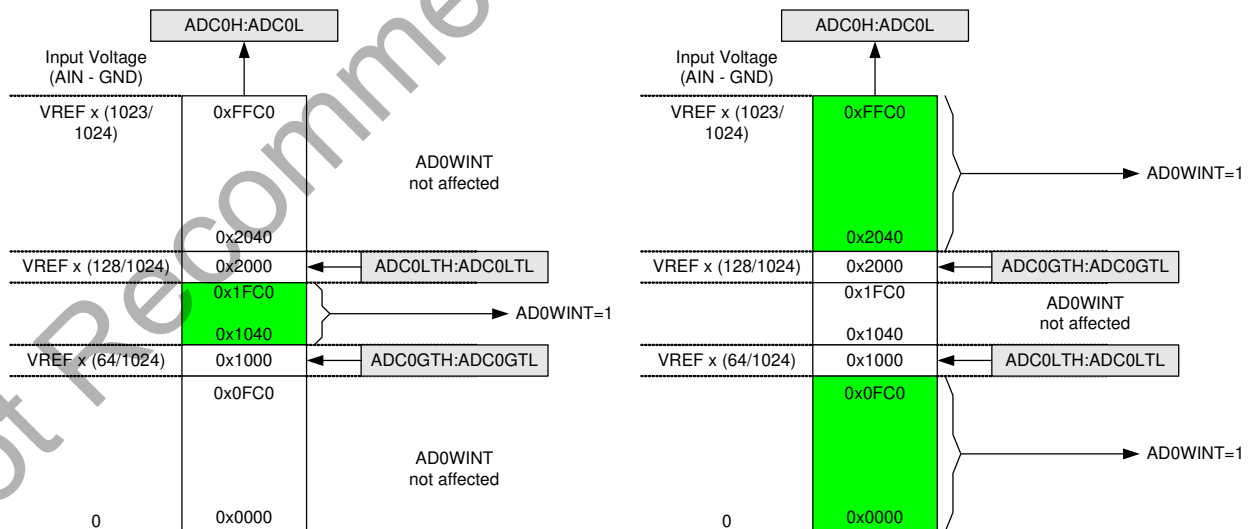 ADC0H:ADC0L
Input Voltage
(AIN - GND)
VREF x (1023/
1024)
0xFFC0
AD0WINT
not affected
0x2040
VREF x (128/1024)
0x2000
ADC0LTH:ADC0LTL
0x1FC0
AD0WINT=1
0x1040
VREF x (64/1024)
0x1000
ADC0GTH:ADC0GTL
0x0FC0
AD0WINT
not affected
0
0x0000
ADC0H:ADC0L
Input Voltage
(AIN - GND)
VREF x (1023/
1024)
0xFFC0
AD0WINT=1
0x2040
VREF x (128/1024)
0x2000
ADC0GTH:ADC0GTL
0x1FC0
AD0WINT
not affected
0x1040
VREF x (64/1024)
0x1000
ADC0LTH:ADC0LTL
0x0FC0
AD0WINT=1
0
0x0000
ot Recomme